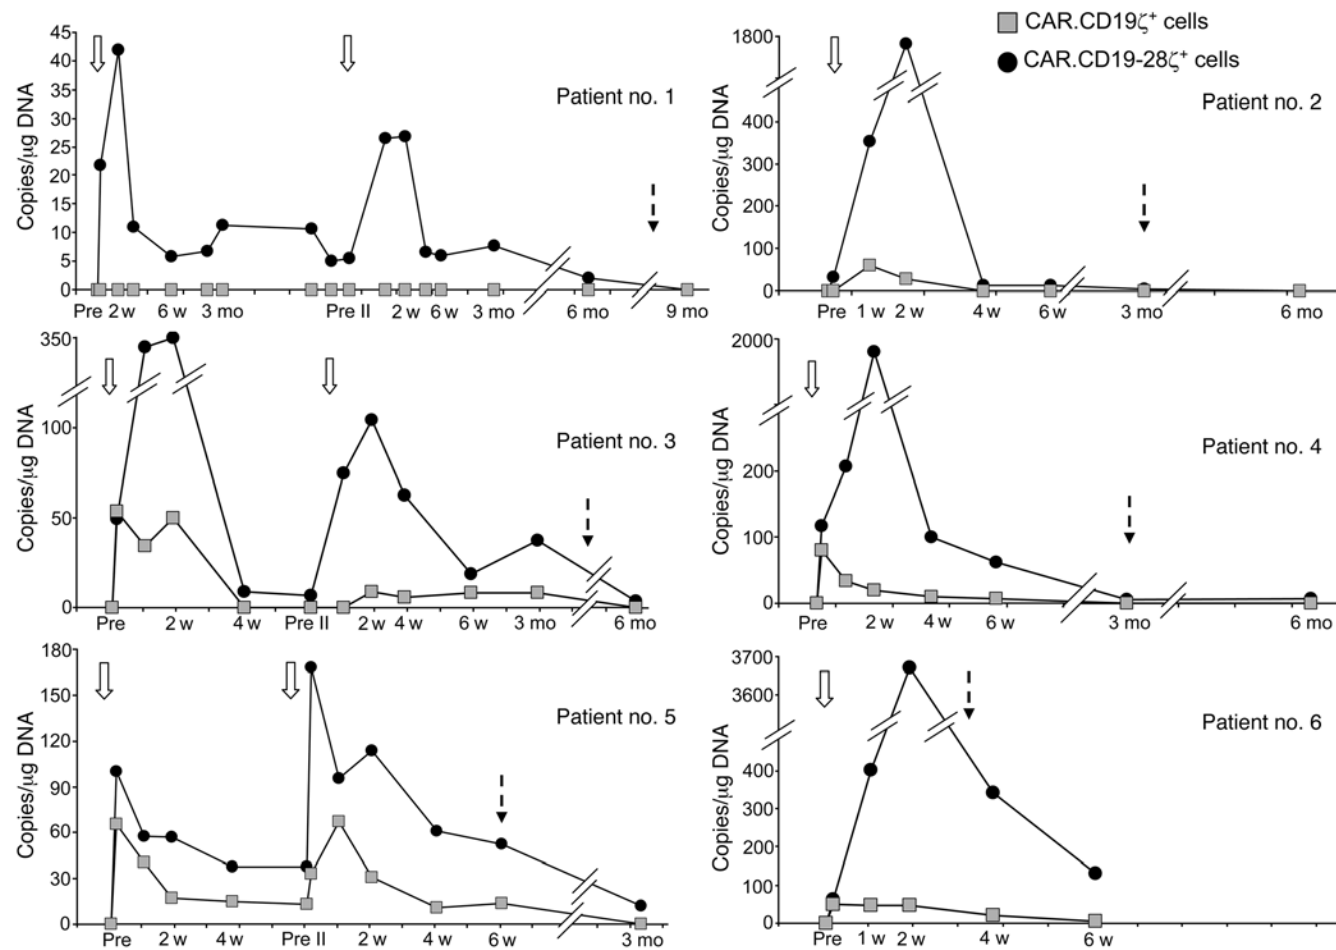 CAR.CD19ζ⁺ cells
CAR.CD19-28ζ⁺ cells
Patient no. 1
Copies/µg DNA
45
40
35
30
25
20
15
10
5
0
Pre 2 w 6 w 3 mo Pre II 2 w 6 w 6 mo 9 mo
Patient no. 2
Copies/µg DNA
1800
400
300
200
100
0
Pre 1 w 2 w 4 w 6 w 3 mo 6 mo
Patient no. 3
Copies/µg DNA
350
100
50
0
Pre 2 w 4 w Pre II 2 w 4 w 6 w 3 mo 6 mo
Patient no. 4
Copies/µg DNA
2000
200
100
0
Pre 2 w 4 w 6 w 3 mo 6 mo
Patient no. 5
Copies/µg DNA
180
150
120
90
60
30
0
Pre 2 w 4 w Pre II 2 w 4 w 6 w 3 mo
Patient no. 6
Copies/µg DNA
3700
3600
400
300
200
100
0
Pre 1 w 2 w 4 w 6 w